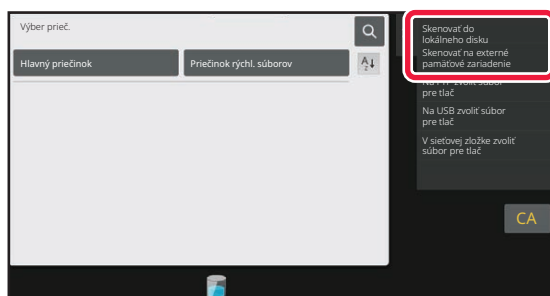 Výber prieč.
Hlavný priečinok
Priečinok rýchl. súborov
A
Z
Skenovať do
lokálneho disku
Skenovať na externé
pamäťové zariadenie
pre tlač
Na USB zvoliť súbor
pre tlač
V sieťovej zložke zvoliť
súbor pre tlač
CA